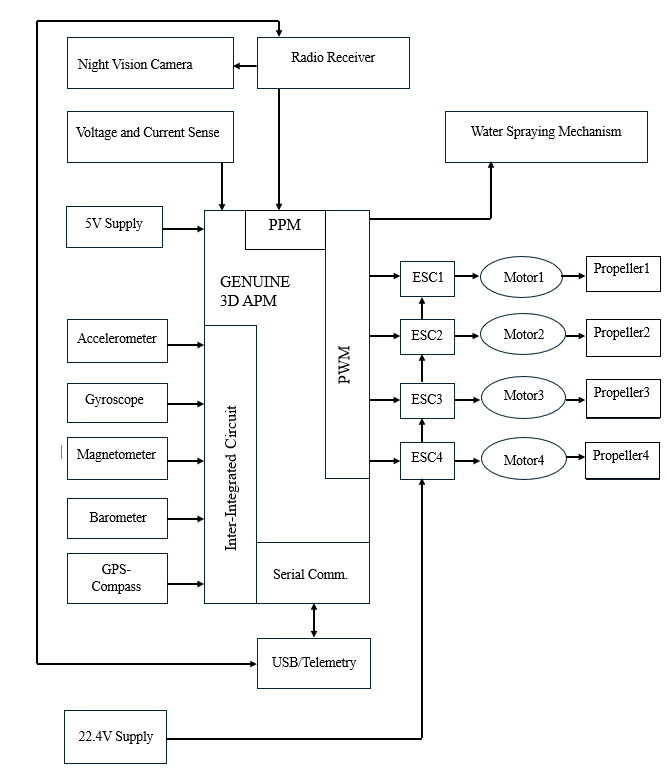 Night Vision Camera
Radio Receiver
Voltage and Current Sense
Water Spraying Mechanism
5V Supply
PPM
GENUINE
3D APM
ESC1
Motor1
Propeller1
Accelerometer
ESC2
Motor2
Propeller2
PWM
Gyroscope
ESC3
Motor3
Propeller3
Magnetometer
Inter-Integrated Circuit
ESC4
Motor4
Propeller4
Barometer
GPS-
Compass
Serial Comm.
USB/Telemetry
22.4V Supply